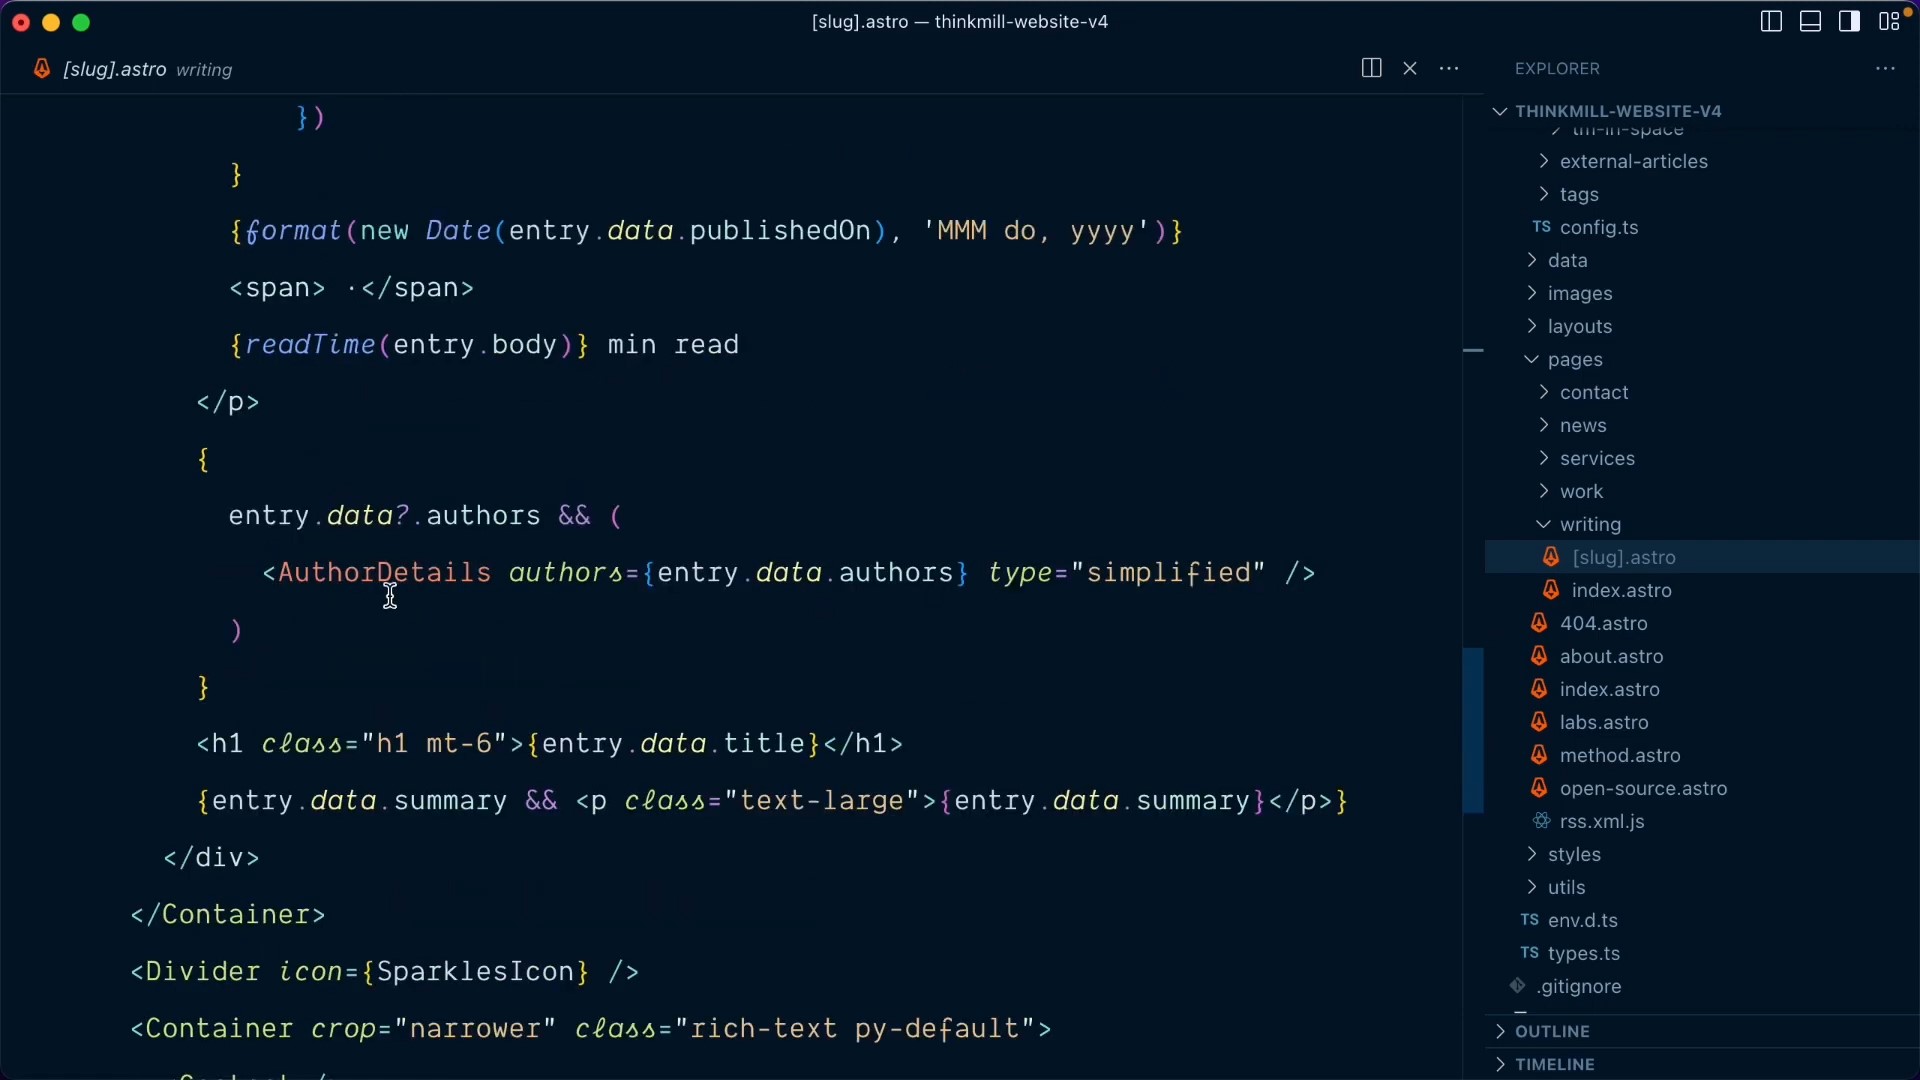 [slug].astro — thinkmill-website-v4
[slug].astro writing
})
}
{format(new Date(entry.data.publishedOn), 'MMM do, yyyy')}
<span> ·</span>
{readTime(entry.body)} min read
</p>
{
entry.data?.authors && (
<AuthorDetails authors={entry.data.authors} type="simplified" />
)
}
<h1 class="h1 mt-6">{entry.data.title}</h1>
{entry.data.summary && <p class="text-large">{entry.data.summary}</p>}
</div>
</Container>
<Divider icon={SparklesIcon} />
<Container crop="narrower" class="rich-text py-default">
EXPLORER
THINKMILL-WEBSITE-V4
tm-in-space
external-articles
tags
TS config.ts
data
images
layouts
pages
contact
news
services
work
writing
[slug].astro
index.astro
404.astro
about.astro
index.astro
labs.astro
method.astro
open-source.astro
rss.xml.js
styles
utils
TS env.d.ts
TS types.ts
.gitignore
OUTLINE
TIMELINE